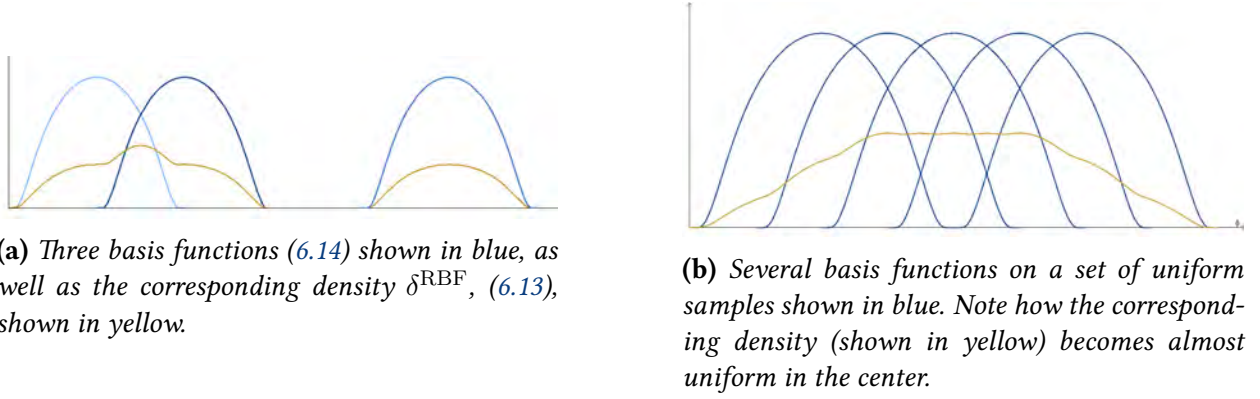 (a) Three basis functions (6.14) shown in blue, as
well as the corresponding density δ^RBF, (6.13),
shown in yellow.
(b) Several basis functions on a set of uniform
samples shown in blue. Note how the correspond-
ing density (shown in yellow) becomes almost
uniform in the center.